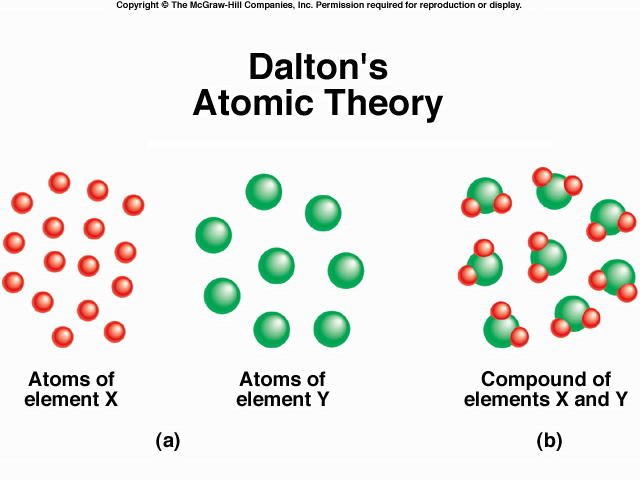 Copyright © The McGraw-Hill Companies, Inc. Permission required for reproduction or display.
Dalton's
Atomic Theory
Atoms of
element X
Atoms of
element Y
Compound of
elements X and Y
(a)
(b)